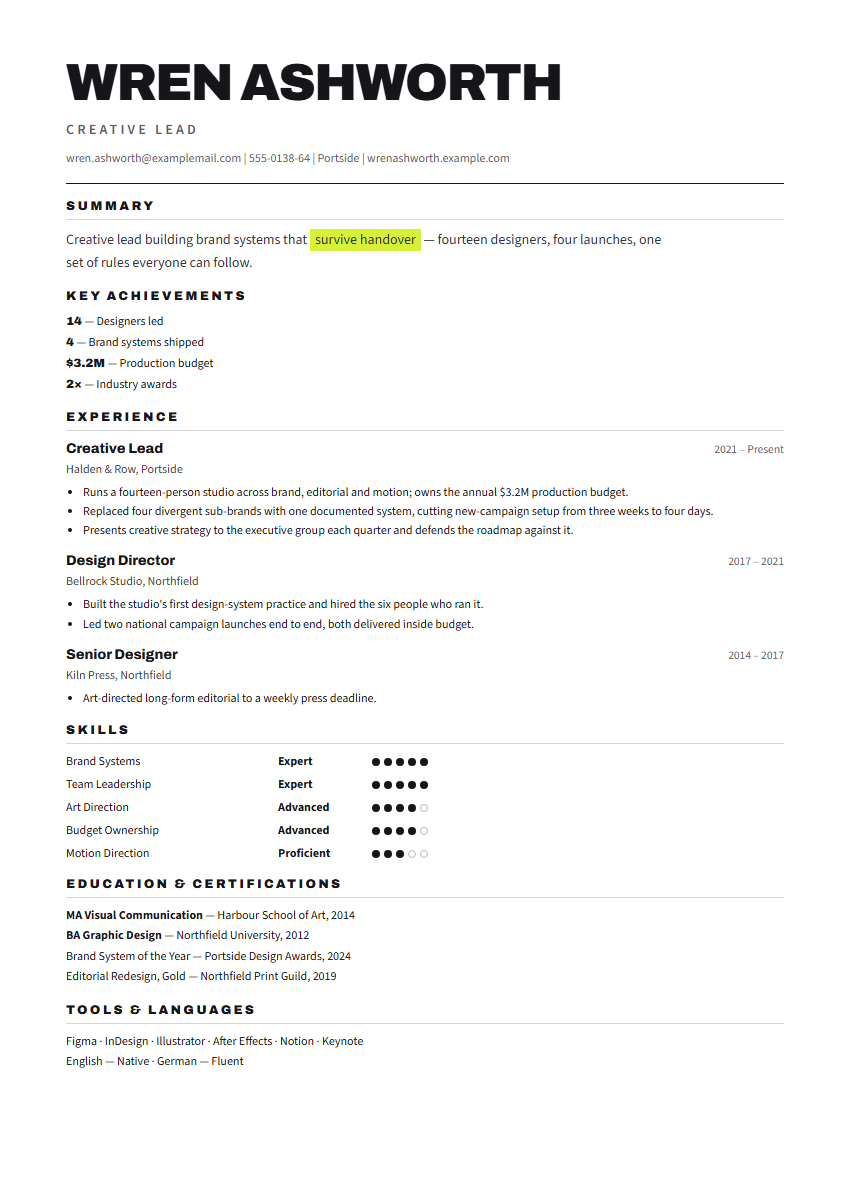 WREN ASHWORTH
CREATIVE LEAD
wren.ashworth@examplemail.com | 555-0138-64 | Portside | wrenashworth.example.com
SUMMARY
Creative lead building brand systems that survive handover — fourteen designers, four launches, one
set of rules everyone can follow.
KEY ACHIEVEMENTS
14 — Designers led
4 — Brand systems shipped
$3.2M — Production budget
2× — Industry awards
EXPERIENCE
Creative Lead 2021 – Present
Halden & Row, Portside
• Runs a fourteen-person studio across brand, editorial and motion; owns the annual $3.2M production budget.
• Replaced four divergent sub-brands with one documented system, cutting new-campaign setup from three weeks to four days.
• Presents creative strategy to the executive group each quarter and defends the roadmap against it.
Design Director 2017 – 2021
Bellrock Studio, Northfield
• Built the studio's first design-system practice and hired the six people who ran it.
• Led two national campaign launches end to end, both delivered inside budget.
Senior Designer 2014 – 2017
Kiln Press, Northfield
• Art-directed long-form editorial to a weekly press deadline.
SKILLS
Brand Systems Expert ●●●●●
Team Leadership Expert ●●●●●
Art Direction Advanced ●●●●○
Budget Ownership Advanced ●●●●○
Motion Direction Proficient ●●●○○
EDUCATION & CERTIFICATIONS
MA Visual Communication — Harbour School of Art, 2014
BA Graphic Design — Northfield University, 2012
Brand System of the Year — Portside Design Awards, 2024
Editorial Redesign, Gold — Northfield Print Guild, 2019
TOOLS & LANGUAGES
Figma · InDesign · Illustrator · After Effects · Notion · Keynote
English — Native · German — Fluent